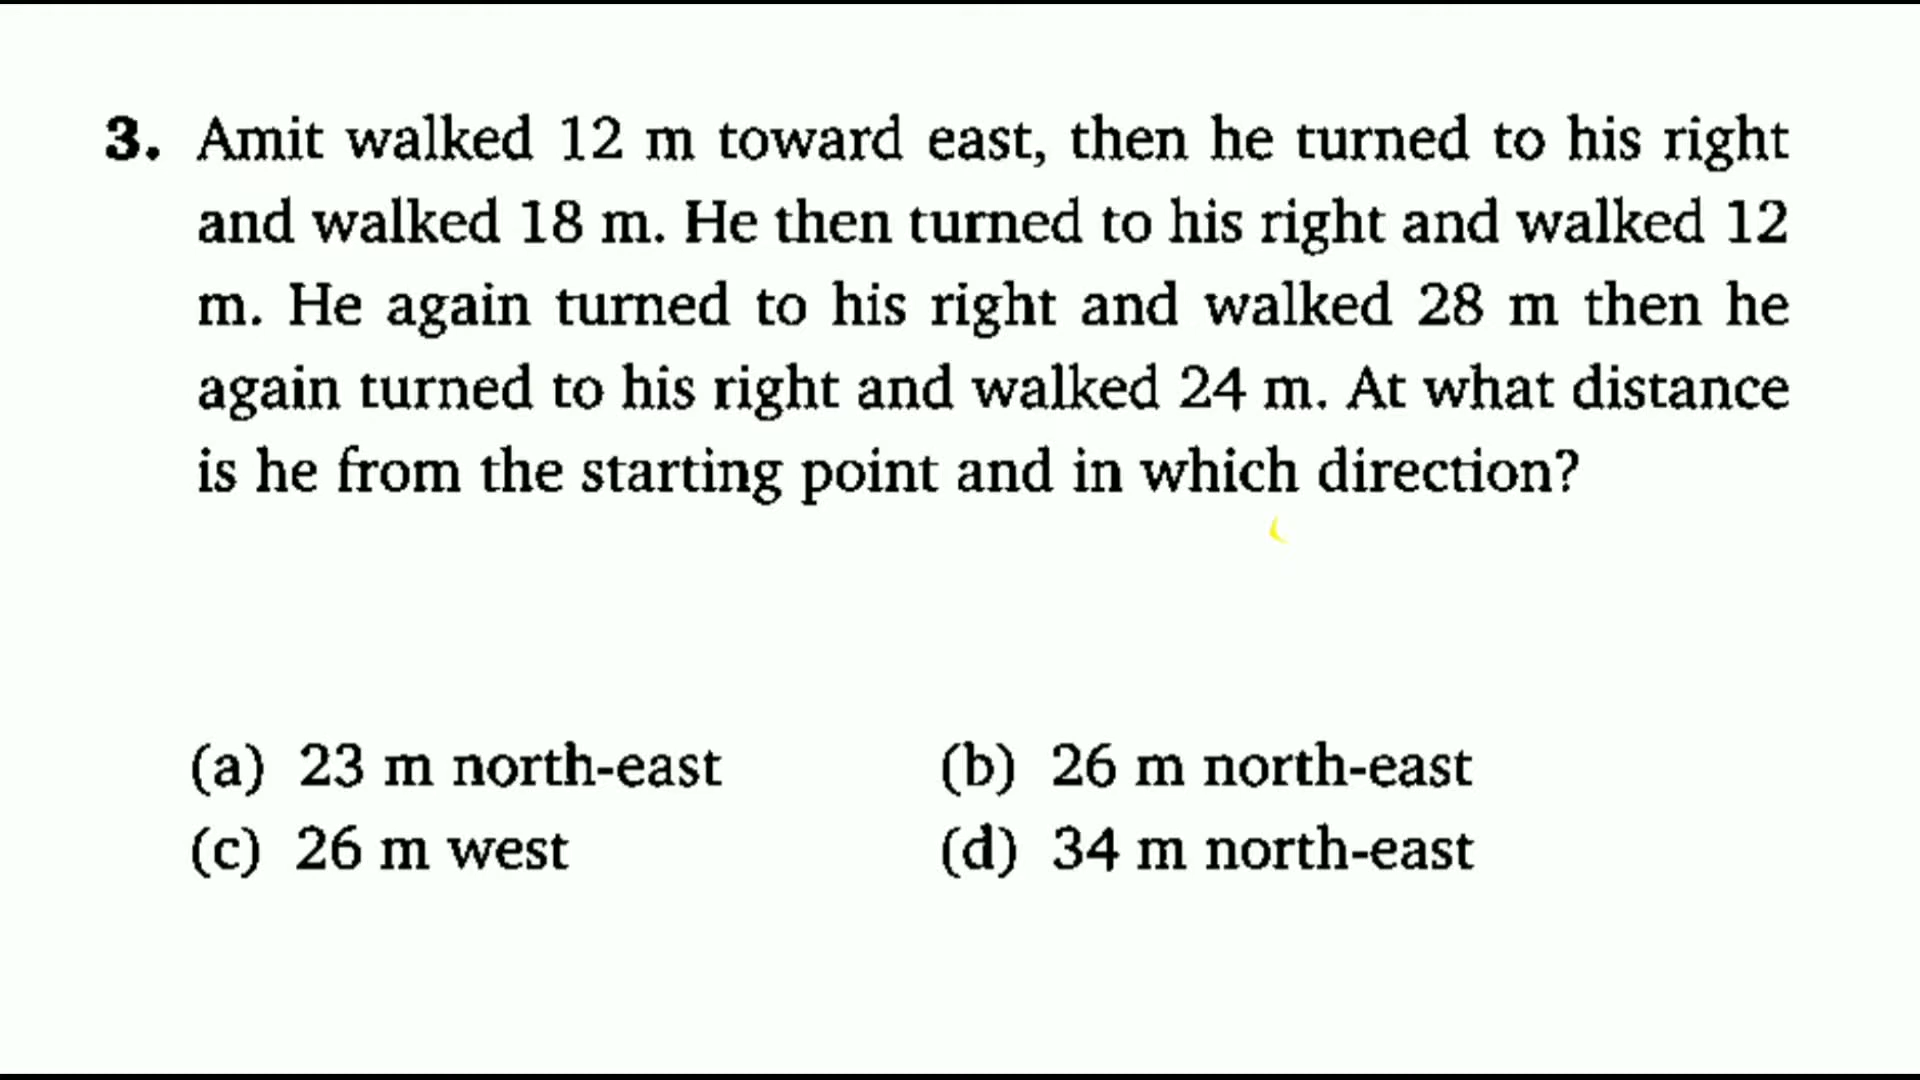 3. Amit walked 12 m toward east, then he turned to his right
and walked 18 m. He then turned to his right and walked 12
m. He again turned to his right and walked 28 m then he
again turned to his right and walked 24 m. At what distance
is he from the starting point and in which direction?
(a) 23 m north-east (b) 26 m north-east
(c) 26 m west (d) 34 m north-east